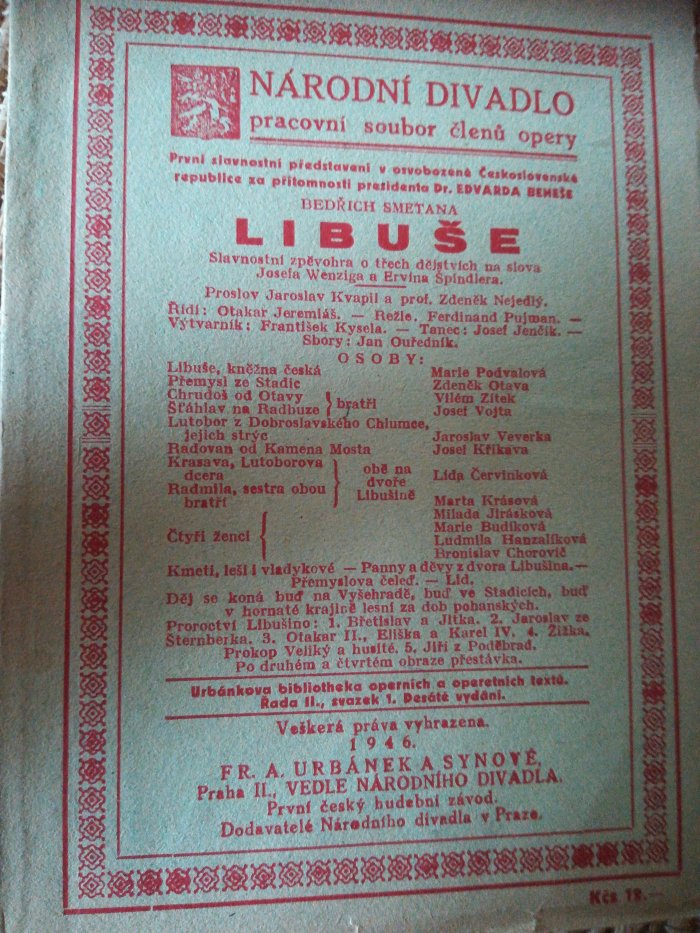 NÁRODNÍ DIVADLO
pracovní soubor členů opery
První slavnostní představení v osvobozené Československé
republice za přítomnosti prezidenta Dr. EDVARDA BENEŠE
BEDŘICH SMETANA
LIBUŠE
Slavnostní zpěvohra o třech dějstvích na slova
Josefa Wenziga a Ervína Špindlera.
Proslov Jaroslav Kvapil a prof. Zdeněk Nejedlý.
Řídí: Otakar Jeremiáš. — Režie. Ferdinand Pujman. —
Výtvarník: František Kysela. — Tanec: Josef Jenčík. —
Sbory: Jan Ouředník.
OSOBY:
Libuše, kněžna česká Marie Podvalová
Přemysl ze Stadic Zdeněk Otava
Chrudoš od Otavy Vilém Zítek
Šťáhlav na Radbuze } bratři Josef Vojta
Lutobor z Dobroslavského Chlumce,
jejich strýc Jaroslav Veverka
Radovan od Kamena Mosta Josef Křikava
Krasava, Lutoborova
dcera } obě na dvoře Libušině Lída Červinková
Radmila, sestra obou
bratří Marta Krásová
Čtyři ženci { Milada Jirásková
Marie Budíková
Ludmila Hanzalíková
Bronislav Chorovič
Kmeti, leši i vladykové — Panny a děvy z dvora Libušina. —
Přemyslova čeleď. — Lid.
Děj se koná buď na Vyšehradě, buď ve Stadicích, buď
v hornaté krajině lesní za dob pohanských.
Proroctví Libušino: 1. Břetislav a Jitka. 2. Jaroslav ze
Šternberka. 3. Otakar II., Eliška a Karel IV. 4. Žižka,
Prokop Veliký a husité. 5. Jiří z Poděbrad.
Po druhém a čtvrtém obraze přestávka.
Urbánkova bibliotheka operních a operetních textů.
Řada II., svazek 1. Desáté vydání.
Veškerá práva vyhrazena.
1946.
FR. A. URBÁNEK A SYNOVÉ,
Praha II., VEDLE NÁRODNÍHO DIVADLA.
První český hudební závod.
Dodavatelé Národního divadla v Praze.
Kčs 12.—